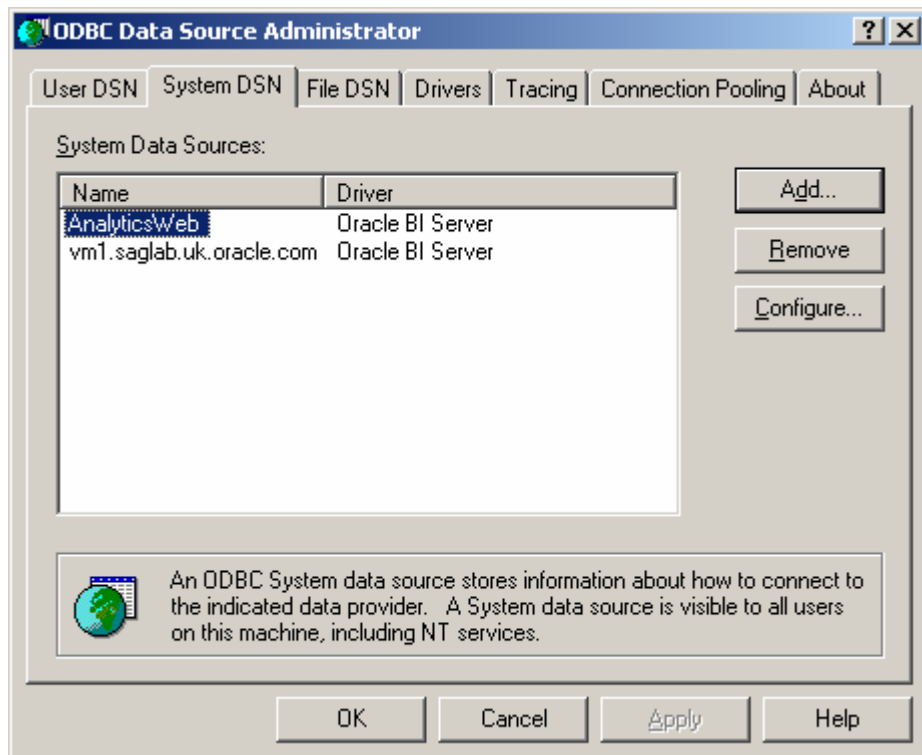 ODBC Data Source Administrator
User DSN System DSN File DSN Drivers Tracing Connection Pooling About
System Data Sources:
Name Driver
AnalyticsWeb Oracle BI Server
vm1.saglab.uk.oracle.com Oracle BI Server
Add...
Remove
Configure...
An ODBC System data source stores information about how to connect to
the indicated data provider. A System data source is visible to all users
on this machine, including NT services.
OK Cancel Apply Help